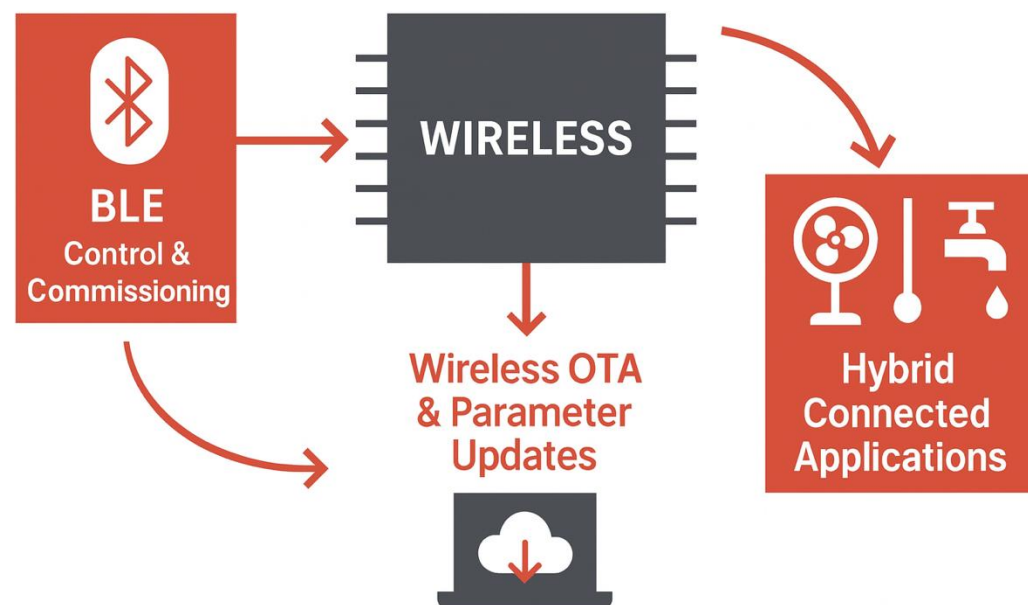 BLE
Control &
Commissioning
WIRELESS
Wireless OTA
& Parameter
Updates
Hybrid
Connected
Applications